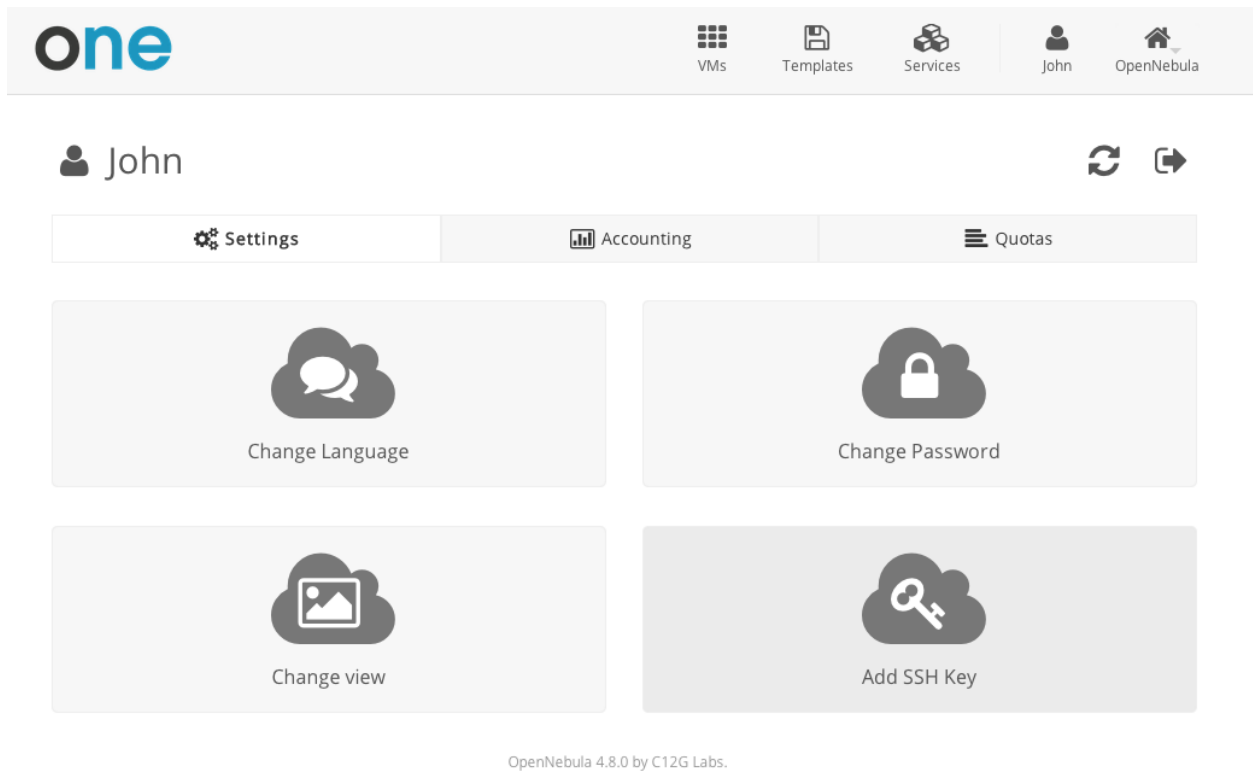 one
VMs Templates Services John OpenNebula
John
Settings Accounting Quotas
Change Language Change Password
Change view Add SSH Key
OpenNebula 4.8.0 by C12G Labs.